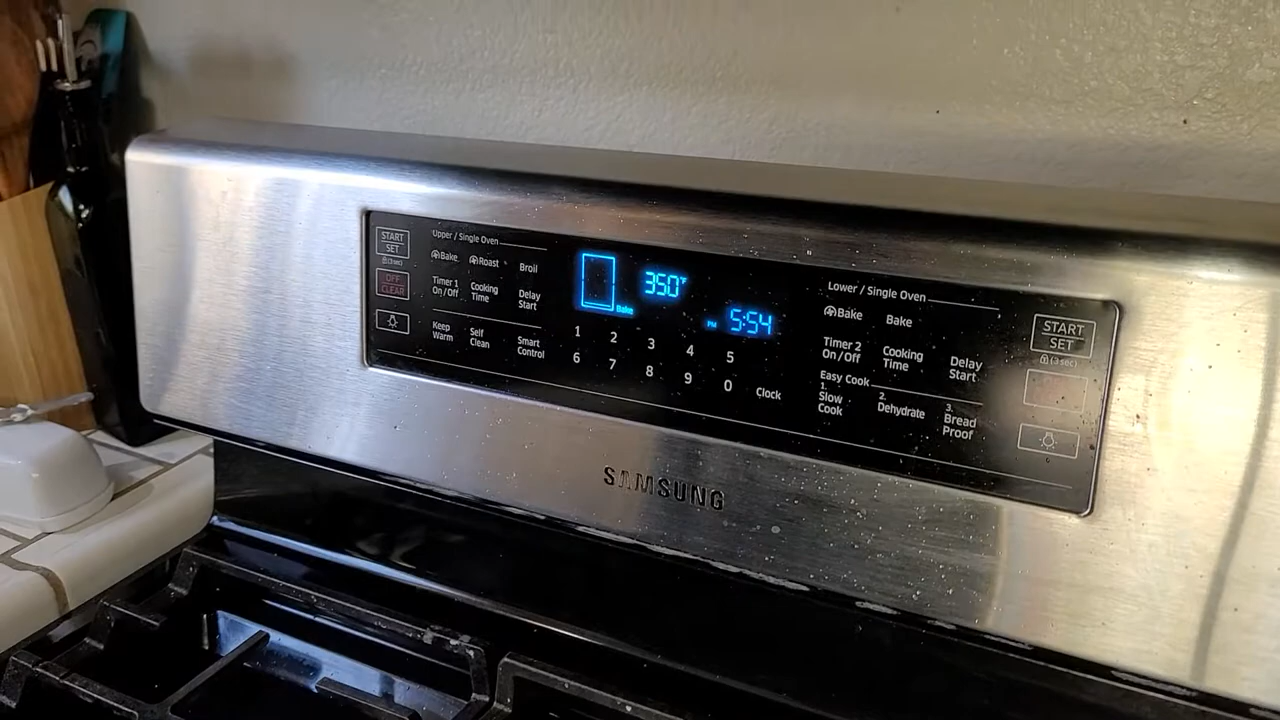 START
SET
(3 sec)
OFF
CLEAR
Upper / Single Oven
Bake
Roast
Broil
Timer 1
On/Off
Cooking
Time
Delay
Start
Keep
Warm
Self
Clean
Smart
Control
Bake
350°F
PM 5:54
1 2 3 4 5
6 7 8 9 0
Clock
Lower / Single Oven
Bake
Bake
Timer 2
On/Off
Cooking
Time
Delay
Start
Easy Cook
1.
Slow
Cook
2.
Dehydrate
3.
Bread
Proof
START
SET
(3 sec)
SAMSUNG